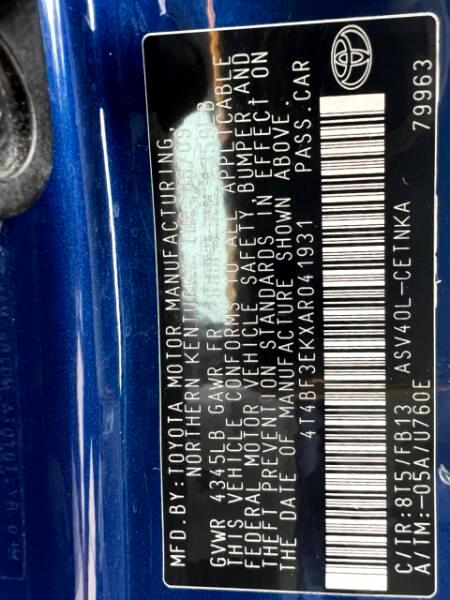 MFD.BY:TOYOTA MOTOR MANUFACTURING,
NORTHERN KENTUCKY, 09
GVWR 4345LB GAWR FR B
THIS VEHICLE CONFORMS TO ALL APPLICABLE
FEDERAL MOTOR VEHICLE SAFETY BUMPER AND
THEFT PREVENTION STANDARDS IN EFFECT ON
THE DATE OF MANUFACTURE SHOWN ABOVE.
4T4BF3EKXAR041931 PASS.CAR
C/TR:8T5/FB13 ASV40L-CETNKA
A/TM:-05A/U760E 79963